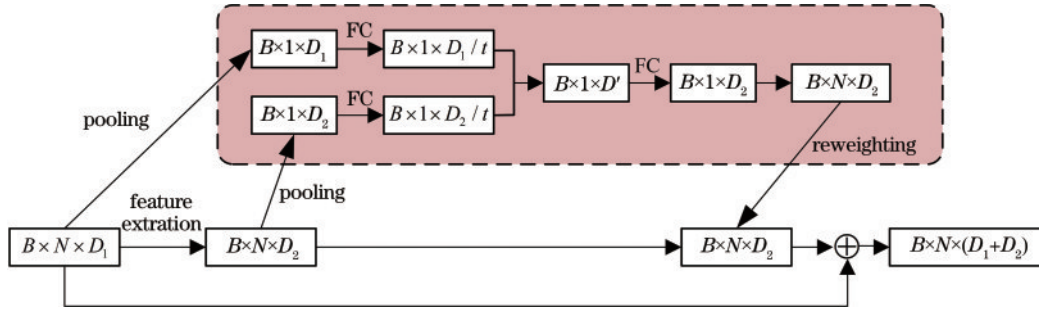 B×1×D₁
FC
B×1×D₁/t
B×1×D₂
FC
B×1×D₂/t
B×1×D′
FC
B×1×D₂
B×N×D₂
pooling
pooling
reweighting
feature
extration
B×N×D₁
B×N×D₂
B×N×D₂
B×N×(D₁+D₂)